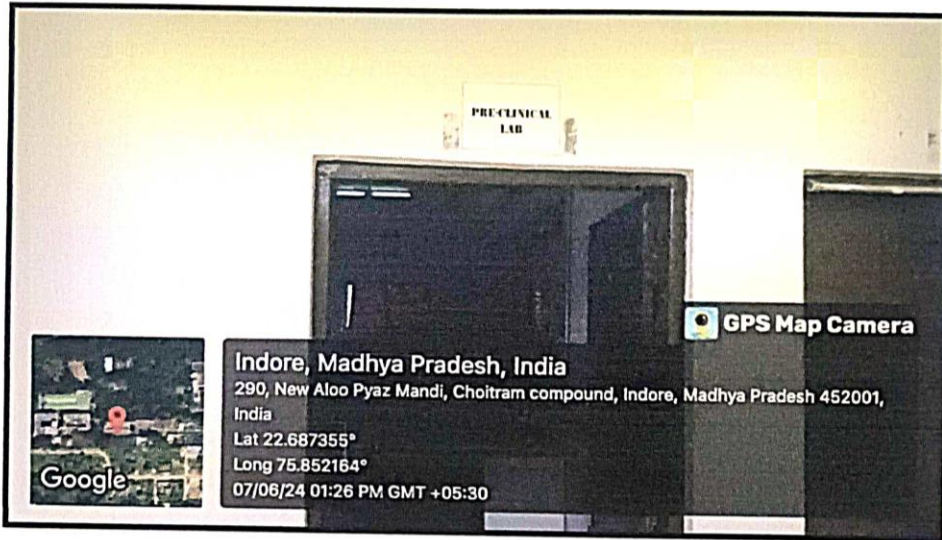 PRE-CLINICAL
LAB
GPS Map Camera
Indore, Madhya Pradesh, India
290, New Aloo Pyaz Mandi, Choitram compound, Indore, Madhya Pradesh 452001,
India
Lat 22.687355°
Long 75.852164°
07/06/24 01:26 PM GMT +05:30
Google